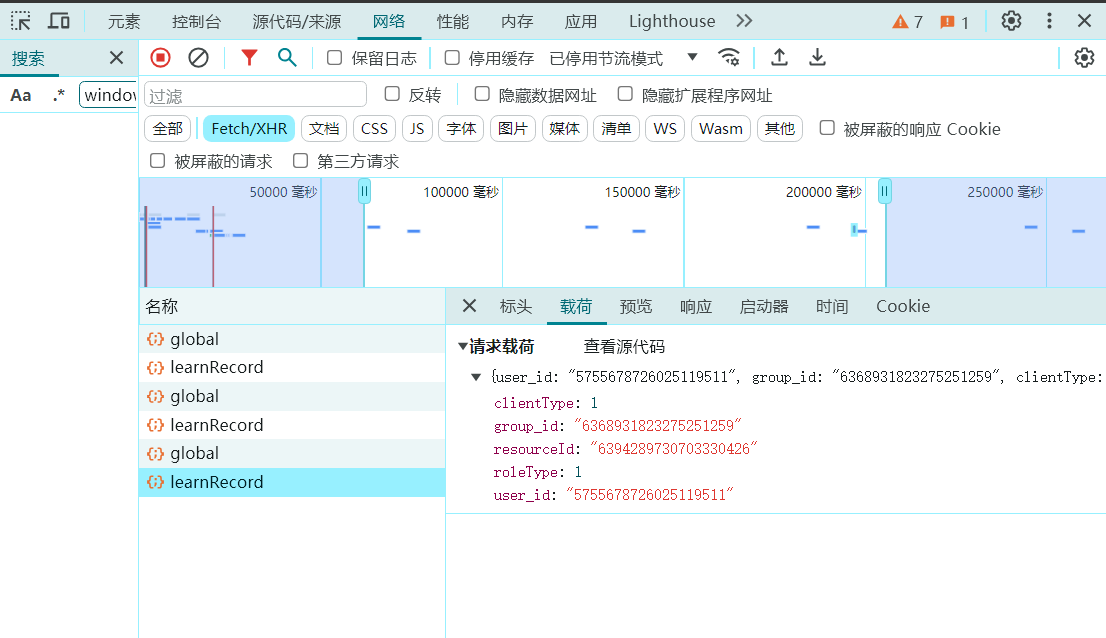 元素 控制台 源代码/来源 网络 性能 内存 应用 Lighthouse 7 1
搜索
保留日志 停用缓存 已停用节流模式
Aa .* window
过滤 反转 隐藏数据网址 隐藏扩展程序网址
全部 Fetch/XHR 文档 CSS JS 字体 图片 媒体 清单 WS Wasm 其他 被屏蔽的响应 Cookie
被屏蔽的请求 第三方请求
50000 毫秒 100000 毫秒 150000 毫秒 200000 毫秒 250000 毫秒
名称
标头 载荷 预览 响应 启动器 时间 Cookie
global
learnRecord
global
learnRecord
global
learnRecord
请求载荷 查看源代码
{user_id: "5755678726025119511", group_id: "6368931823275251259", clientType:
clientType: 1
group_id: "6368931823275251259"
resourceId: "6394289730703330426"
roleType: 1
user_id: "5755678726025119511"